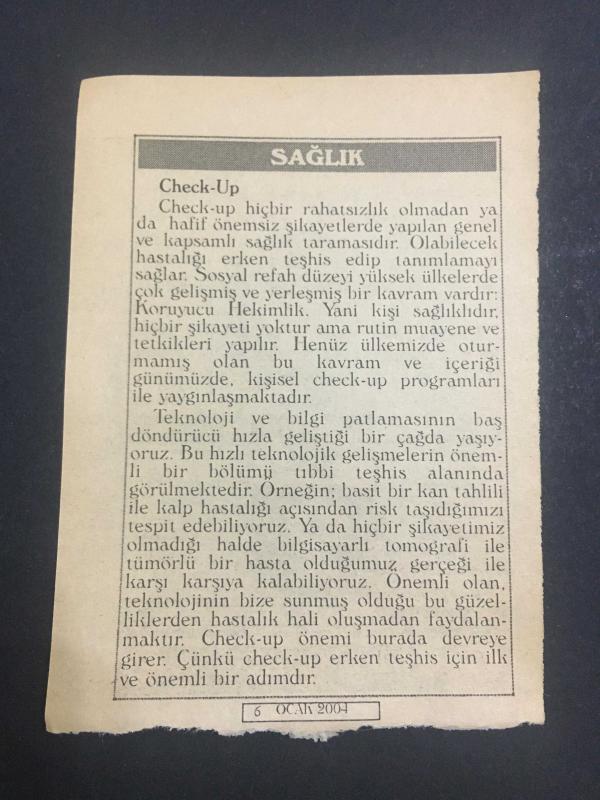 SAĞLIK
Check-Up
Check-up hiçbir rahatsızlık olmadan ya
da hafif önemsiz şikayetlerde yapılan genel
ve kapsamlı sağlık taramasıdır. Olabilecek
hastalığı erken teşhis edip tanımlamayı
sağlar. Sosyal refah düzeyi yüksek ülkelerde
çok gelişmiş ve yerleşmiş bir kavram vardır:
Koruyucu Hekimlik. Yani kişi sağlıklıdır,
hiçbir şikayeti yoktur ama rutin muayene ve
tetkikleri yapılır. Henüz ülkemizde otur-
mamış olan bu kavram ve içeriği
günümüzde, kişisel check-up programları
ile yaygınlaşmaktadır.
Teknoloji ve bilgi patlamasının baş
döndürücü hızla geliştiği bir çağda yaşıy-
oruz. Bu hızlı teknolojik gelişmelerin önem-
li bir bölümü tıbbi teşhis alanında
görülmektedir. Örneğin; basit bir kan tahlili
ile kalp hastalığı açısından risk taşıdığımızı
tespit edebiliyoruz. Ya da hiçbir şikayetimiz
olmadığı halde bilgisayarlı tomografi ile
tümörlü bir hasta olduğumuz gerçeği ile
karşı karşıya kalabiliyoruz. Önemli olan,
teknolojinin bize sunmuş olduğu bu güzel-
liklerden hastalık hali oluşmadan faydalan-
maktır. Check-up önemi burada devreye
girer. Çünkü check-up erken teşhis için ilk
ve önemli bir adımdır.
6 OCAK 2004